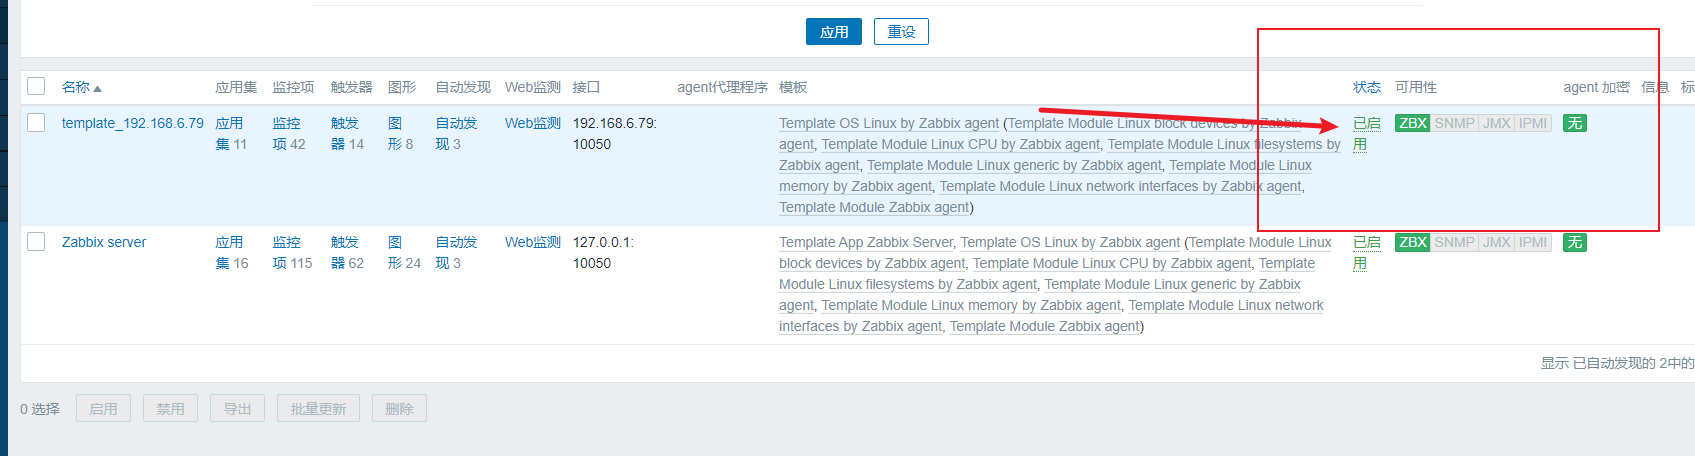 应用 重设
名称 应用集 监控项 触发器 图形 自动发现 Web监测 接口 agent代理程序 模板 状态 可用性 agent 加密 信息 标
template_192.168.6.79 应用集 11 监控项 42 触发器 14 图形 8 自动发现 3 Web监测 192.168.6.79: 10050
Template OS Linux by Zabbix agent (Template Module Linux block devices by Zabbix
agent, Template Module Linux CPU by Zabbix agent, Template Module Linux filesystems by
Zabbix agent, Template Module Linux generic by Zabbix agent, Template Module Linux
memory by Zabbix agent, Template Module Linux network interfaces by Zabbix agent,
Template Module Zabbix agent)
已启用 ZBX SNMP JMX IPMI 无
Zabbix server 应用集 16 监控项 115 触发器 62 图形 24 自动发现 3 Web监测 127.0.0.1: 10050
Template App Zabbix Server, Template OS Linux by Zabbix agent (Template Module Linux
block devices by Zabbix agent, Template Module Linux CPU by Zabbix agent, Template
Module Linux filesystems by Zabbix agent, Template Module Linux generic by Zabbix
agent, Template Module Linux memory by Zabbix agent, Template Module Linux network
interfaces by Zabbix agent, Template Module Zabbix agent)
已启用 ZBX SNMP JMX IPMI 无
显示 已自动发现的 2中的
0 选择 启用 禁用 导出 批量更新 删除